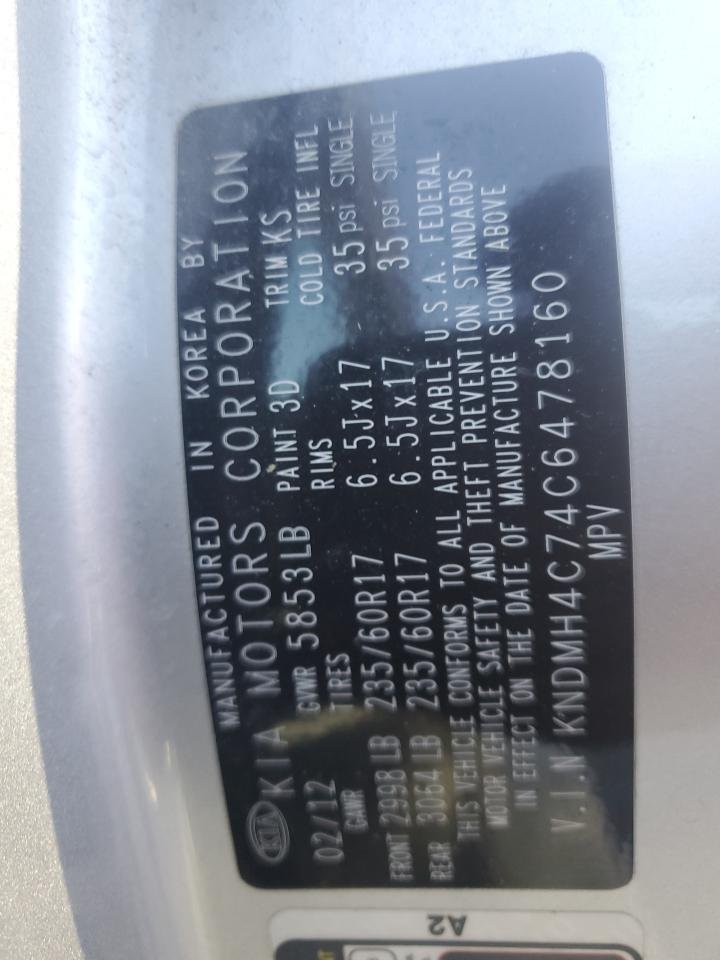 MANUFACTURED IN KOREA BY
KIA KIA MOTORS CORPORATION
02/12 GVWR 5853LB PAINT 3D TRIM KS
GAWR TIRES RIMS COLD TIRE INFL
FRONT 2998 LB 235/60R17 6.5Jx17 35 psi SINGLE
REAR 3064 LB 235/60R17 6.5Jx17 35 psi SINGLE
THIS VEHICLE CONFORMS TO ALL APPLICABLE U.S.A. FEDERAL
MOTOR VEHICLE SAFETY AND THEFT PREVENTION STANDARDS
IN EFFECT ON THE DATE OF MANUFACTURE SHOWN ABOVE
V.I.N KNDMH4C74C6478160
MPV
A2